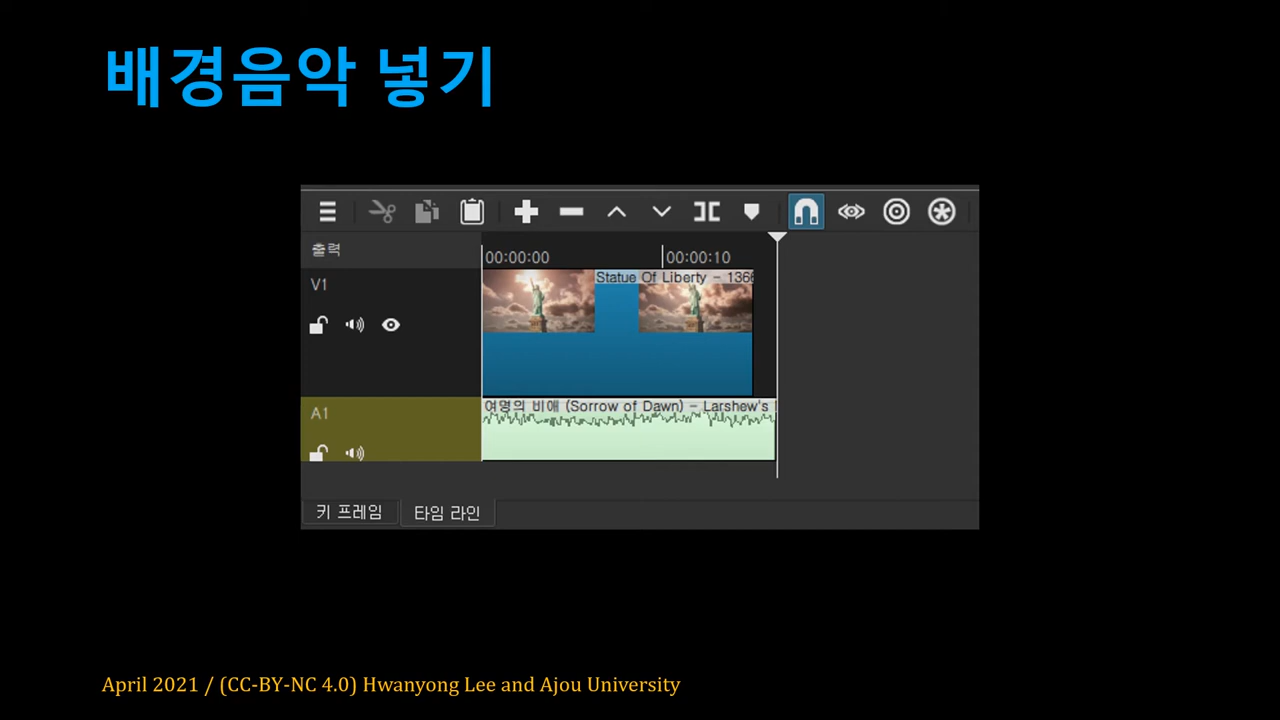 배경음악 넣기
출력
00:00:00
00:00:10
V1
Statue Of Liberty - 136
A1
여명의 비애 (Sorrow of Dawn) - Larshew's
키 프레임
타임 라인
April 2021 / (CC-BY-NC 4.0) Hwanyong Lee and Ajou University